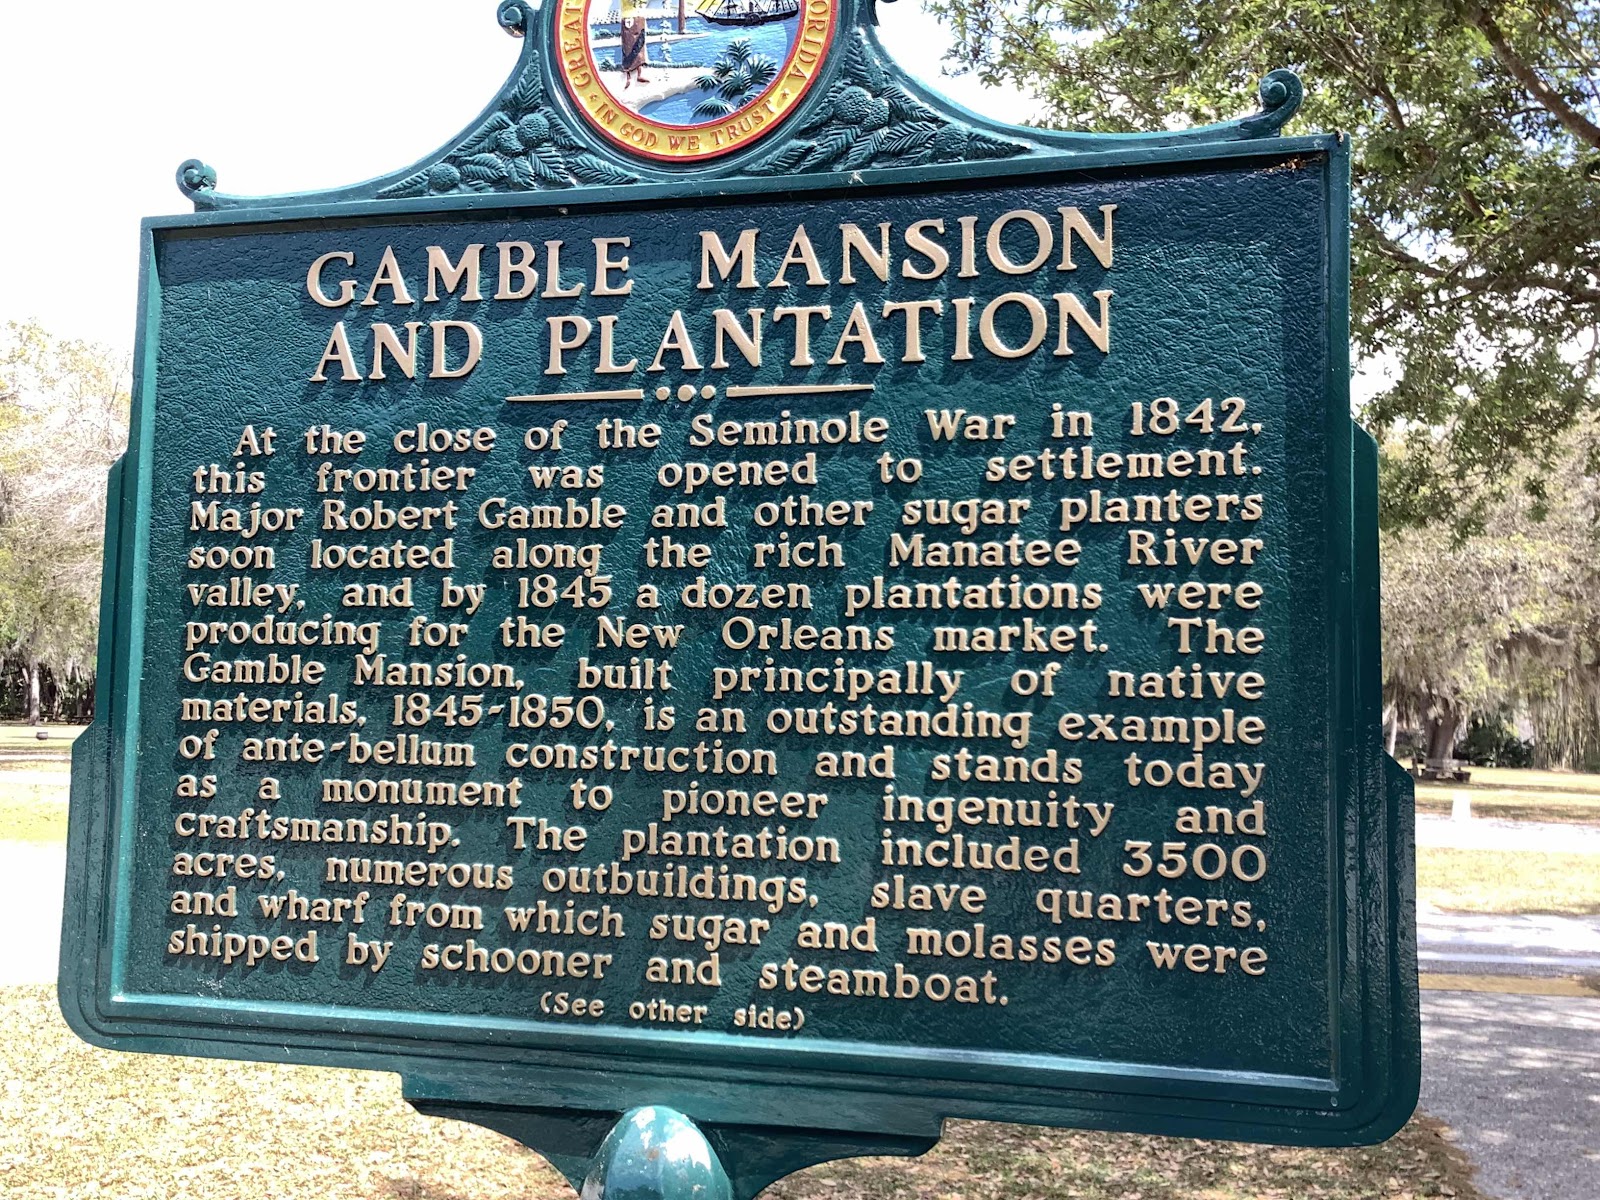 GREAT
ORIDA
IN GOD WE TRUST
GAMBLE MANSION
AND PLANTATION
At the close of the Seminole War in 1842,
this frontier was opened to settlement.
Major Robert Gamble and other sugar planters
soon located along the rich Manatee River
valley, and by 1845 a dozen plantations were
producing for the New Orleans market. The
Gamble Mansion, built principally of native
materials, 1845-1850, is an outstanding example
of ante-bellum construction and stands today
as a monument to pioneer ingenuity and
craftsmanship. The plantation included 3500
acres, numerous outbuildings, slave quarters,
and wharf from which sugar and molasses were
shipped by schooner and steamboat.
(See other side)